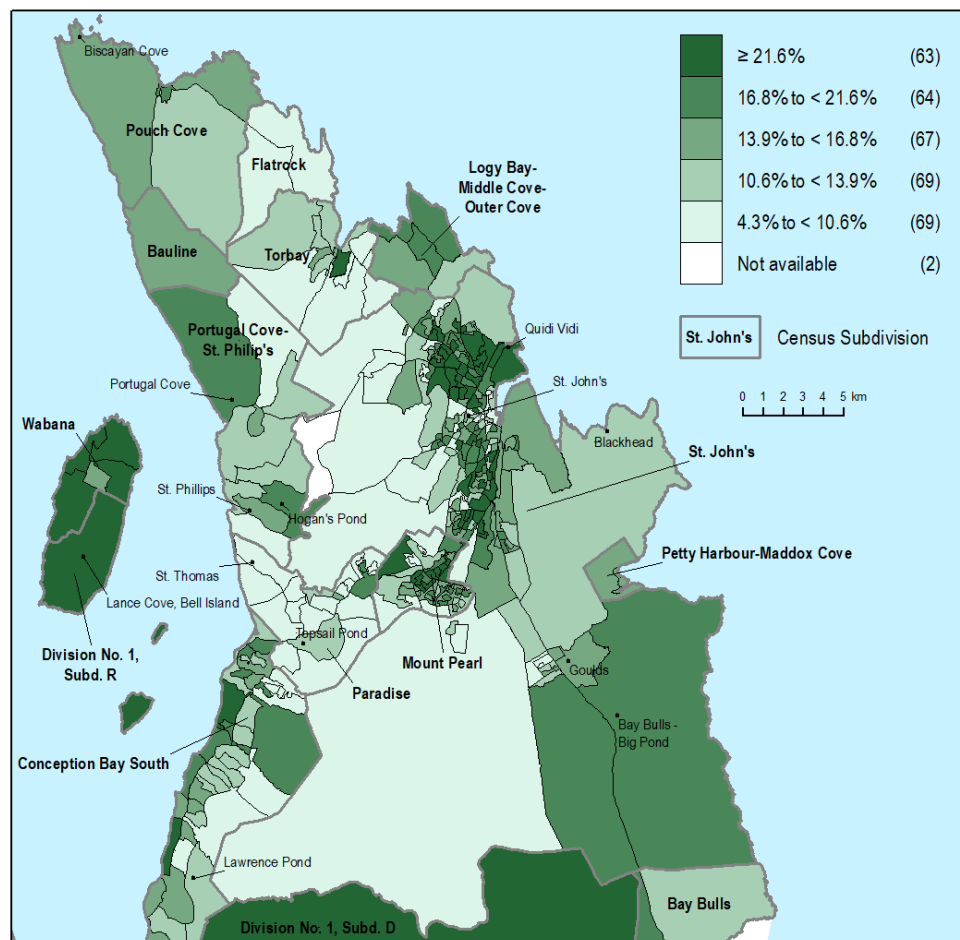 ≥ 21.6% (63)
16.8% to < 21.6% (64)
13.9% to < 16.8% (67)
10.6% to < 13.9% (69)
4.3% to < 10.6% (69)
Not available (2)
St. John's Census Subdivision
0 1 2 3 4 5 km
Biscayan Cove
Pouch Cove
Flatrock
Logy Bay-
Middle Cove-
Outer Cove
Bauline
Torbay
Portugal Cove-
St. Philip's
Quidi Vidi
Portugal Cove
St. John's
Wabana
Blackhead
St. John's
St. Phillips
Hogan's Pond
Petty Harbour-Maddox Cove
St. Thomas
Lance Cove, Bell Island
Topsail Pond
Division No. 1,
Subd. R
Mount Pearl
Goulds
Paradise
Bay Bulls -
Big Pond
Conception Bay South
Lawrence Pond
Bay Bulls
Division No. 1, Subd. D